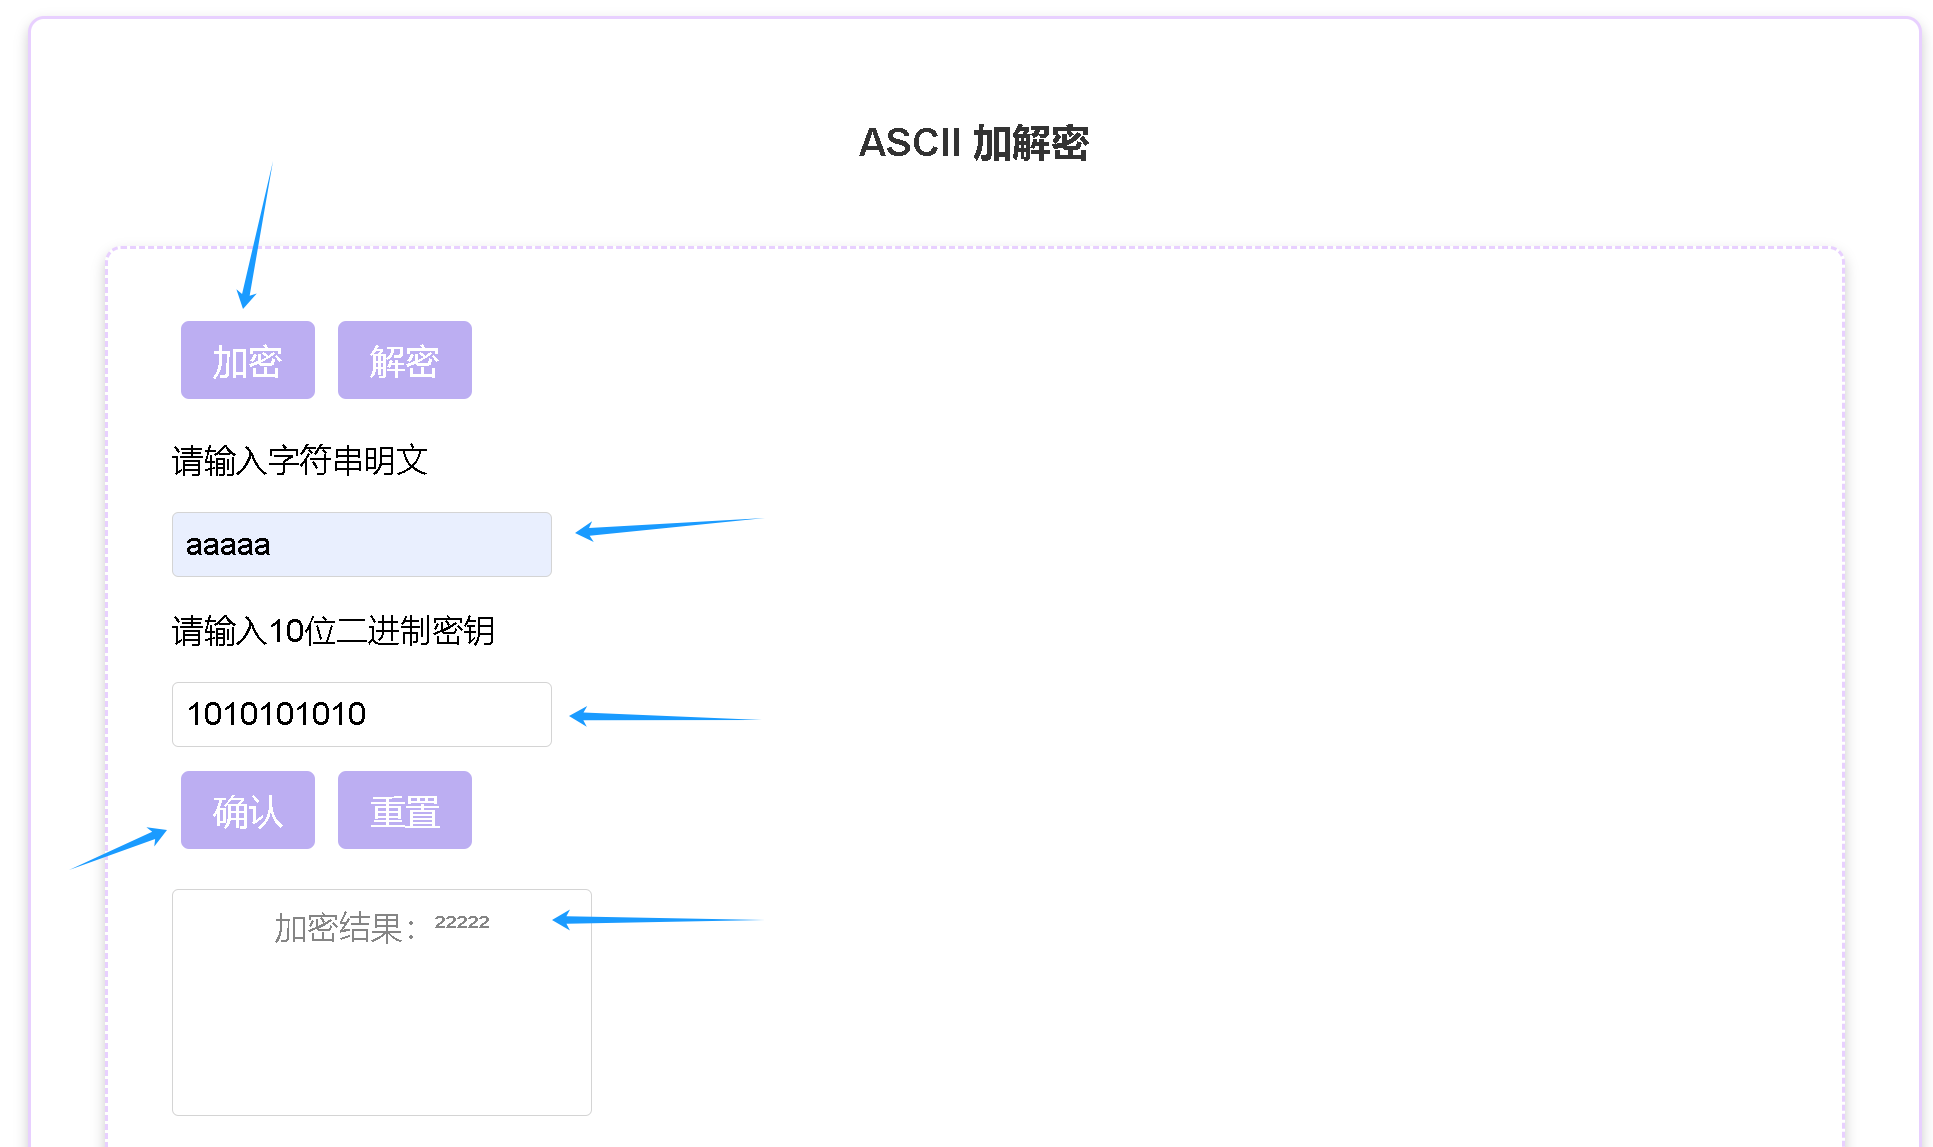 ASCII 加解密
加密 解密
请输入字符串明文
aaaaa
请输入10位二进制密钥
1010101010
确认 重置
加密结果：²²²²²